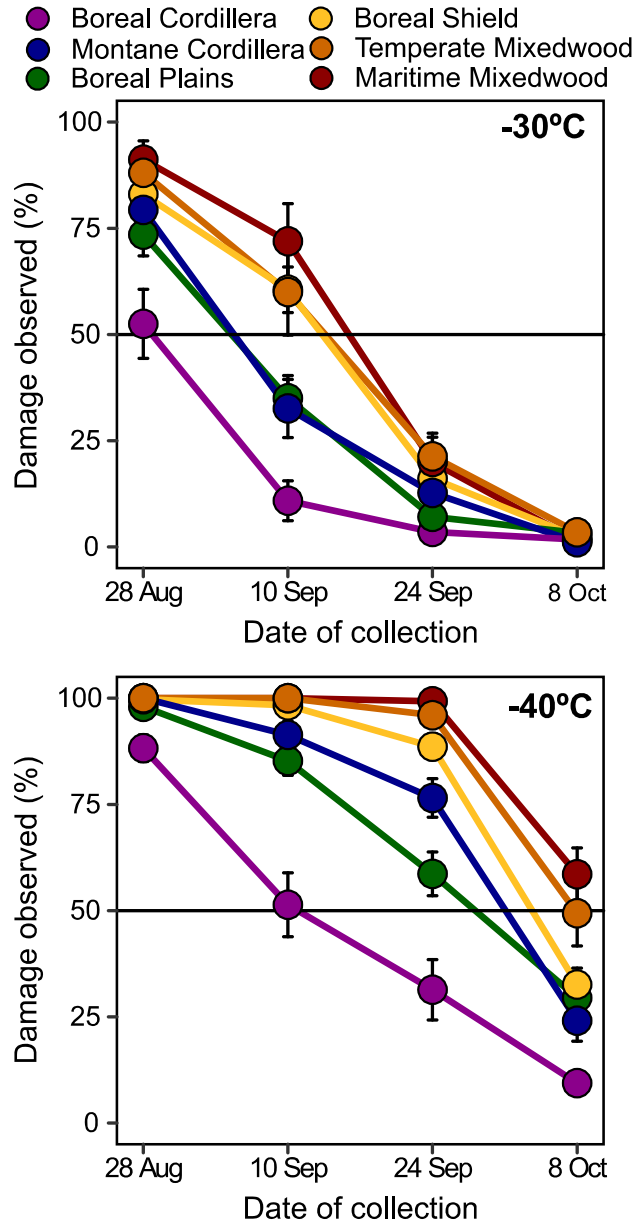 Boreal Cordillera Boreal Shield
Montane Cordillera Temperate Mixedwood
Boreal Plains Maritime Mixedwood
-30ºC
Damage observed (%)
100
75
50
25
0
28 Aug 10 Sep 24 Sep 8 Oct
Date of collection
-40ºC
Damage observed (%)
100
75
50
25
0
28 Aug 10 Sep 24 Sep 8 Oct
Date of collection